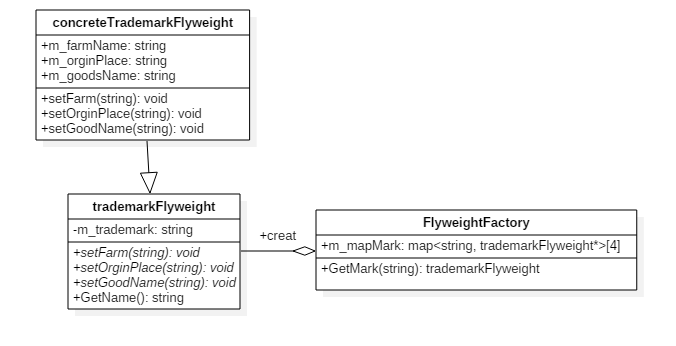 concreteTrademarkFlyweight
+m_farmName: string
+m_orginPlace: string
+m_goodsName: string
+setFarm(string): void
+setOrginPlace(string): void
+setGoodName(string): void
trademarkFlyweight
-m_trademark: string
+setFarm(string): void
+setOrginPlace(string): void
+setGoodName(string): void
+GetName(): string
+creat
FlyweightFactory
+m_mapMark: map<string, trademarkFlyweight*>[4]
+GetMark(string): trademarkFlyweight